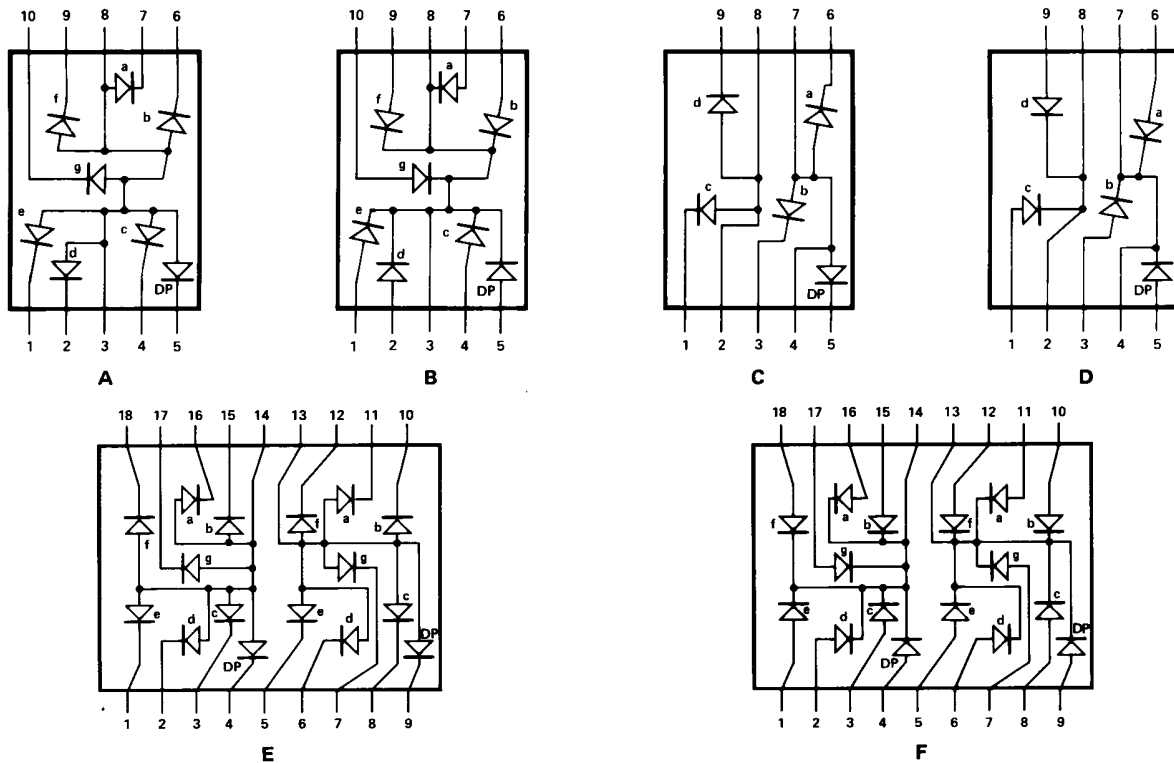 10 9 8 7 6
a
f
b
g
e
c
d
DP
1 2 3 4 5
A
10 9 8 7 6
a
f
b
g
e
c
d
DP
1 2 3 4 5
B
9 8 7 6
d
a
c
b
DP
1 2 3 4 5
C
9 8 7 6
d
a
c
b
DP
1 2 3 4 5
D
18 17 16 15 14 13 12 11 10
a a
f b f b
g g
e d c e d c
DP DP
1 2 3 4 5 6 7 8 9
E
18 17 16 15 14 13 12 11 10
a a
f b f b
g g
e d c e d c
DP DP
1 2 3 4 5 6 7 8 9
F